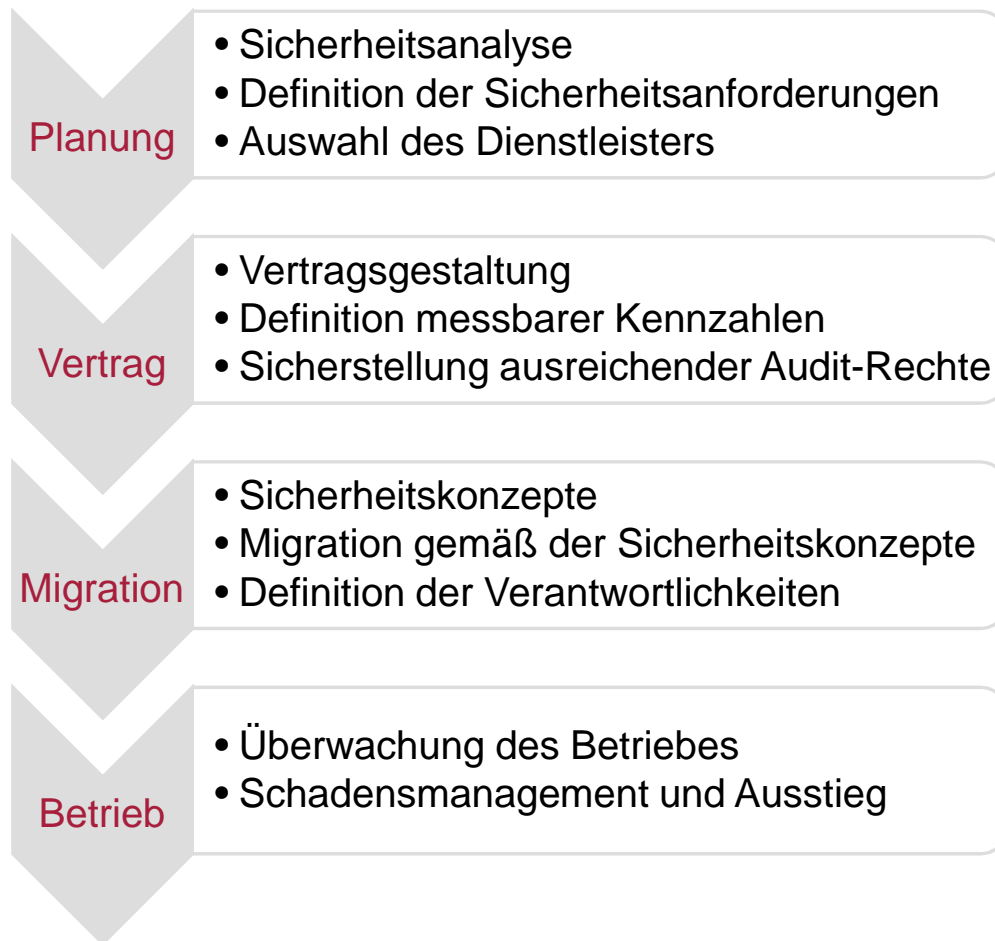 Planung
• Sicherheitsanalyse
• Definition der Sicherheitsanforderungen
• Auswahl des Dienstleisters
Vertrag
• Vertragsgestaltung
• Definition messbarer Kennzahlen
• Sicherstellung ausreichender Audit-Rechte
Migration
• Sicherheitskonzepte
• Migration gemäß der Sicherheitskonzepte
• Definition der Verantwortlichkeiten
Betrieb
• Überwachung des Betriebes
• Schadensmanagement und Ausstieg